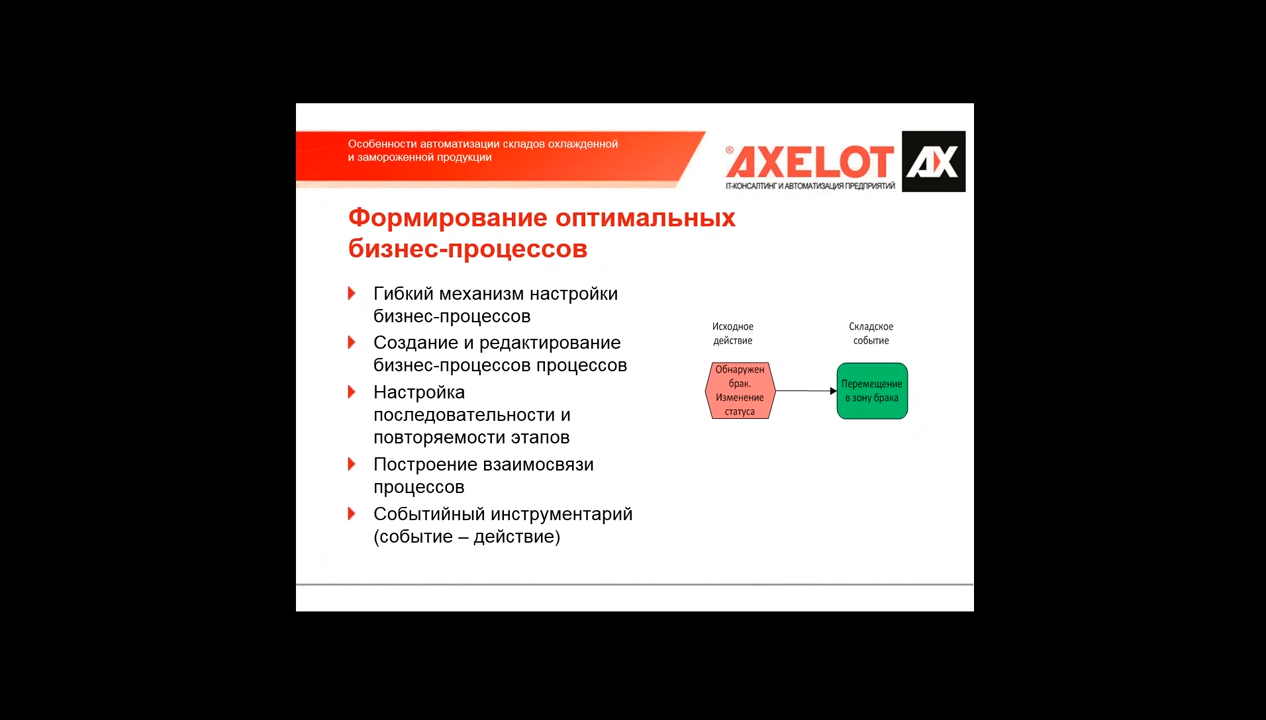 Особенности автоматизации складов охлажденной
и замороженной продукции
® AXELOT AX
IT-КОНСАЛТИНГ И АВТОМАТИЗАЦИЯ ПРЕДПРИЯТИЙ
Формирование оптимальных
бизнес-процессов
Гибкий механизм настройки
бизнес-процессов
Создание и редактирование
бизнес-процессов процессов
Настройка
последовательности и
повторяемости этапов
Построение взаимосвязи
процессов
Событийный инструментарий
(событие – действие)
Исходное
действие
Складское
событие
Обнаружен
брак.
Изменение
статуса
Перемещение
в зону брака